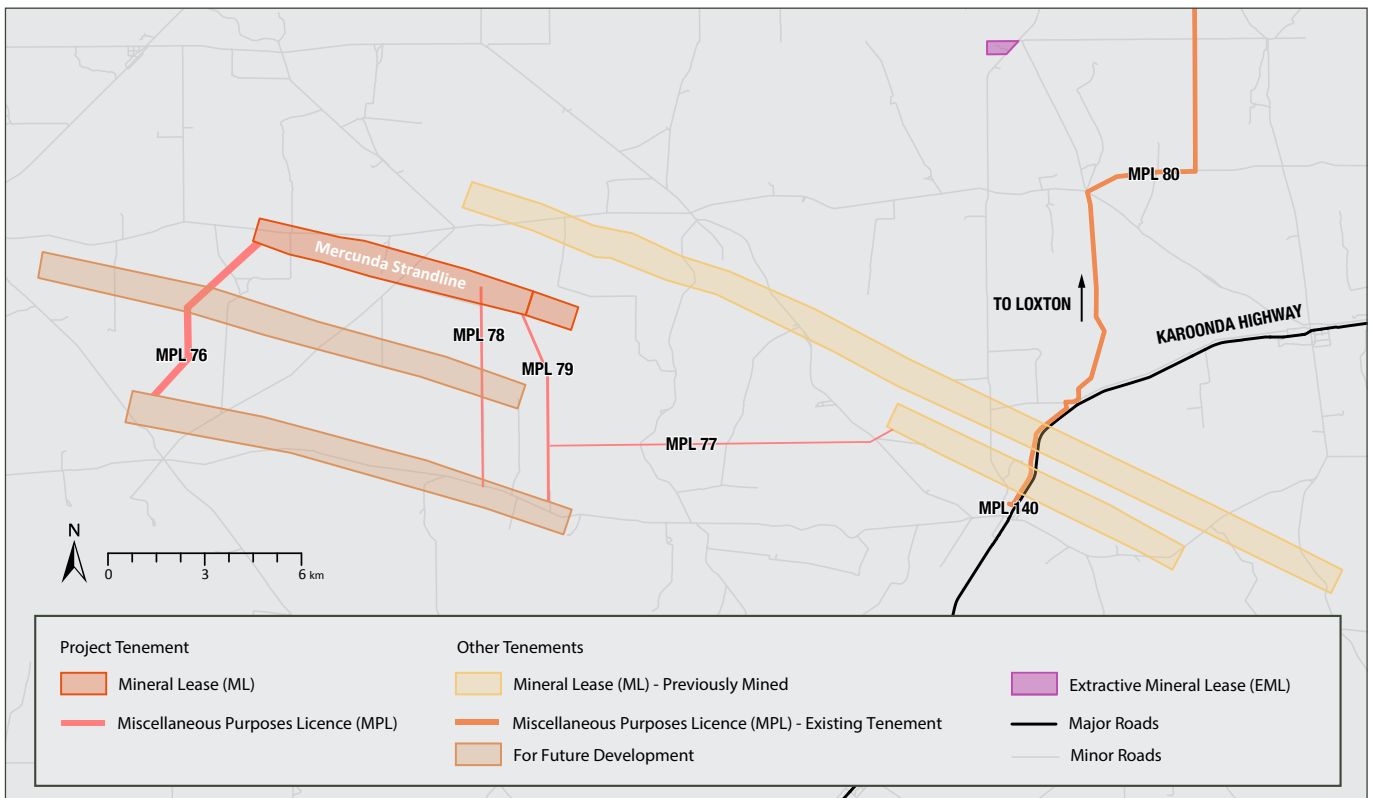 MPL 80
Mercunda Strandline
TO LOXTON
KAROONDA HIGHWAY
MPL 78
MPL 76
MPL 79
MPL 77
MPL 140
N
0 3 6 km
Project Tenement
Mineral Lease (ML)
Miscellaneous Purposes Licence (MPL)
Other Tenements
Mineral Lease (ML) - Previously Mined
Miscellaneous Purposes Licence (MPL) - Existing Tenement
For Future Development
Extractive Mineral Lease (EML)
Major Roads
Minor Roads